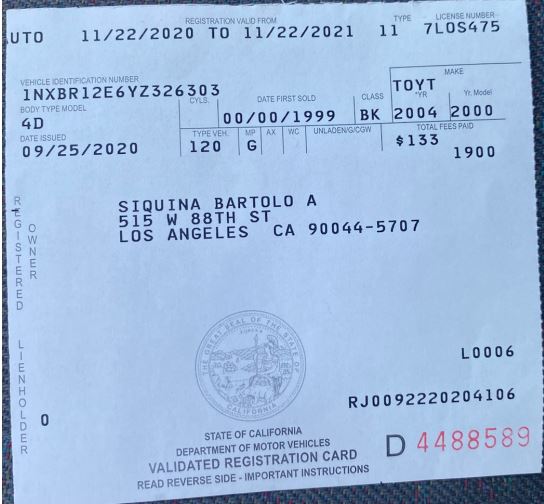 REGISTRATION VALID FROM TYPE LICENSE NUMBER
AUTO 11/22/2020 TO 11/22/2021 11 7LOS475
VEHICLE IDENTIFICATION NUMBER MAKE
1NXBR12E6YZ326303 TOYT
BODY TYPE MODEL CYLS. DATE FIRST SOLD CLASS *YR Yr. Model
4D 00/00/1999 BK 2004 2000
DATE ISSUED TYPE VEH. MP AX WC UNLADEN/G/CGW TOTAL FEES PAID
09/25/2020 120 G $133
1900
REGISTERED OWNER
SIQUINA BARTOLO A
515 W 88TH ST
LOS ANGELES CA 90044-5707
THE GREAT SEAL OF THE STATE OF CALIFORNIA
EUREKA
LIENHOLDER
L0006
0 RJ0092220204106
STATE OF CALIFORNIA
DEPARTMENT OF MOTOR VEHICLES
VALIDATED REGISTRATION CARD
READ REVERSE SIDE - IMPORTANT INSTRUCTIONS
D 4488589